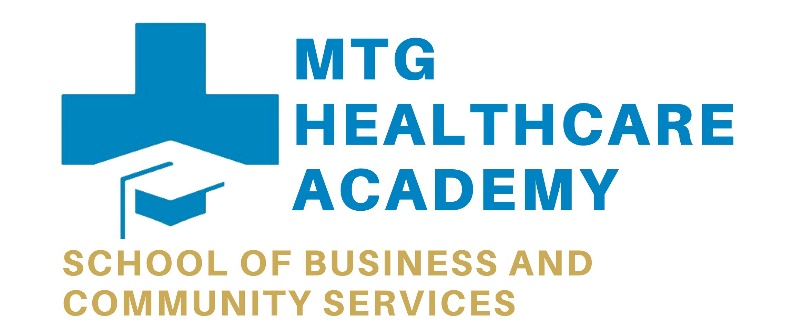 MTG
HEALTHCARE
ACADEMY
SCHOOL OF BUSINESS AND
COMMUNITY SERVICES